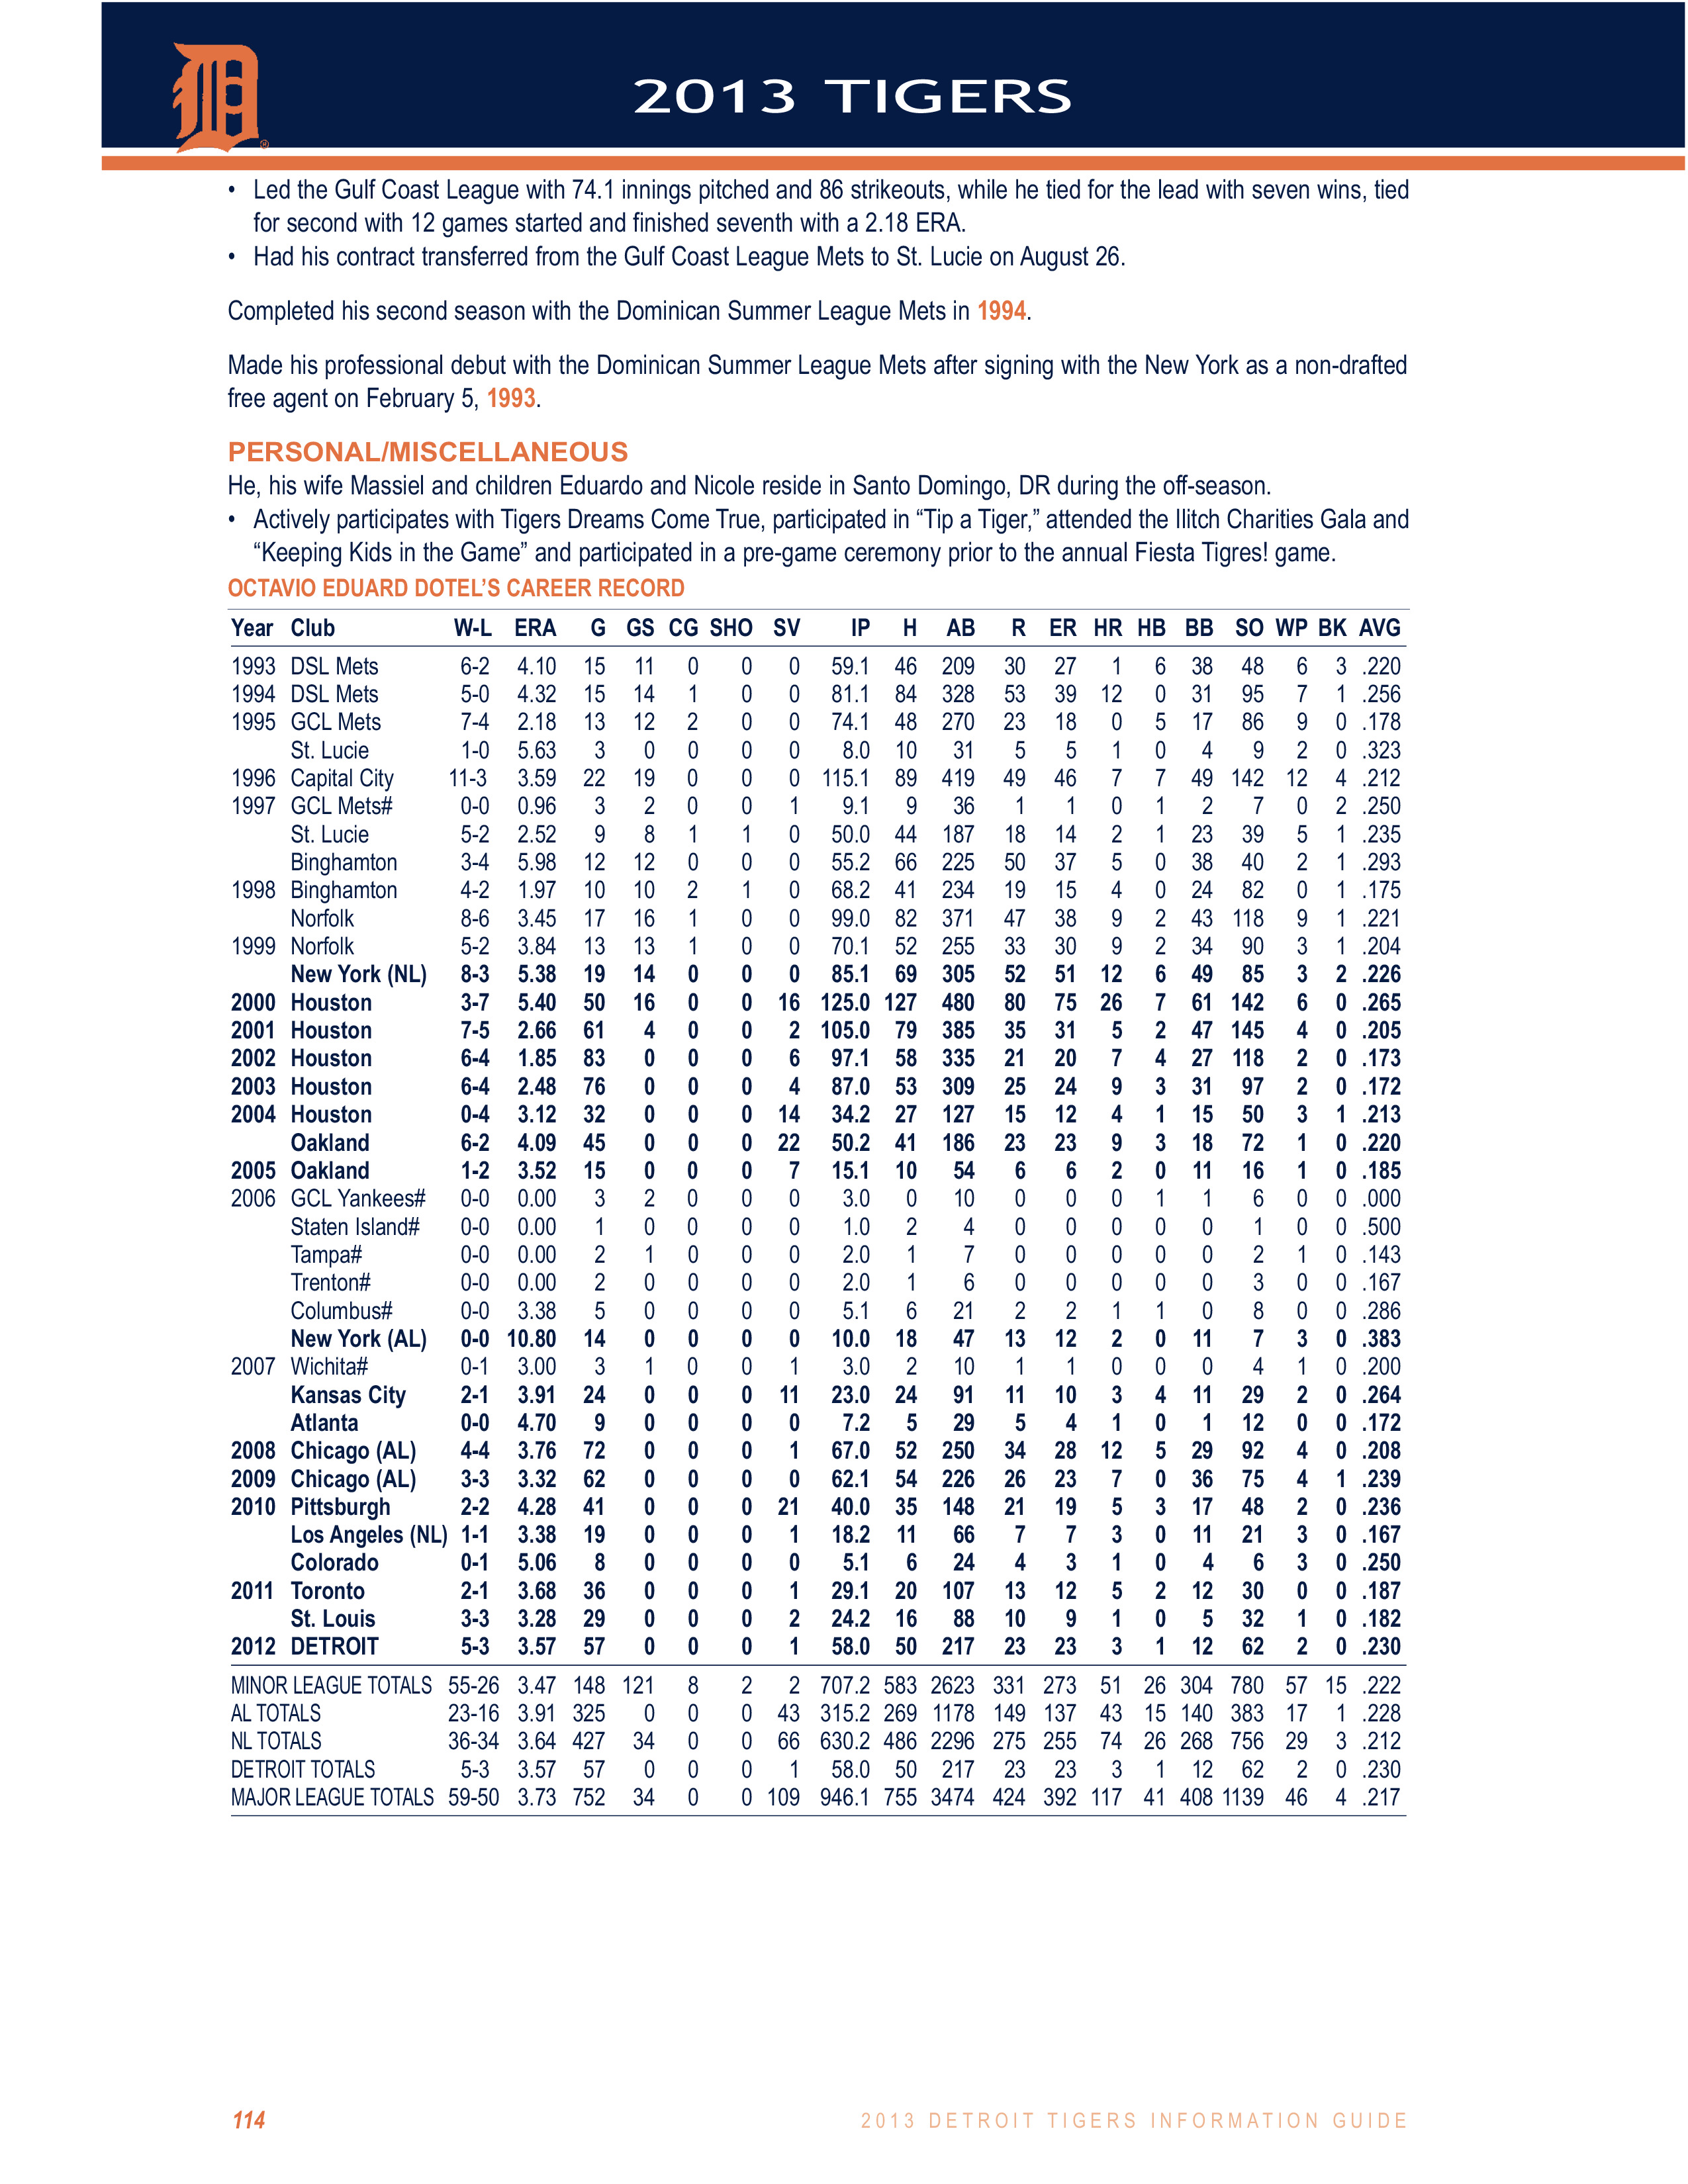 2013 TIGERS
• Led the Gulf Coast League with 74.1 innings pitched and 86 strikeouts, while he tied for the lead with seven wins, tied
for second with 12 games started and finished seventh with a 2.18 ERA.
• Had his contract transferred from the Gulf Coast League Mets to St. Lucie on August 26.
Completed his second season with the Dominican Summer League Mets in 1994.
Made his professional debut with the Dominican Summer League Mets after signing with the New York as a non-drafted
free agent on February 5, 1993.
PERSONAL/MISCELLANEOUS
He, his wife Massiel and children Eduardo and Nicole reside in Santo Domingo, DR during the off-season.
• Actively participates with Tigers Dreams Come True, participated in “Tip a Tiger,” attended the Ilitch Charities Gala and
“Keeping Kids in the Game” and participated in a pre-game ceremony prior to the annual Fiesta Tigres! game.
OCTAVIO EDUARD DOTEL’S CAREER RECORD
Year Club W-L ERA G GS CG SHO SV IP H AB R ER HR HB BB SO WP BK AVG
1993 DSL Mets 6-2 4.10 15 11 0 0 0 59.1 46 209 30 27 1 6 38 48 6 3 .220
1994 DSL Mets 5-0 4.32 15 14 1 0 0 81.1 84 328 53 39 12 0 31 95 7 1 .256
1995 GCL Mets 7-4 2.18 13 12 2 0 0 74.1 48 270 23 18 0 5 17 86 9 0 .178
St. Lucie 1-0 5.63 3 0 0 0 0 8.0 10 31 5 5 1 0 4 9 2 0 .323
1996 Capital City 11-3 3.59 22 19 0 0 0 115.1 89 419 49 46 7 7 49 142 12 4 .212
1997 GCL Mets# 0-0 0.96 3 2 0 0 1 9.1 9 36 1 1 0 1 2 7 0 2 .250
St. Lucie 5-2 2.52 9 8 1 1 0 50.0 44 187 18 14 2 1 23 39 5 1 .235
Binghamton 3-4 5.98 12 12 0 0 0 55.2 66 225 50 37 5 0 38 40 2 1 .293
1998 Binghamton 4-2 1.97 10 10 2 1 0 68.2 41 234 19 15 4 0 24 82 0 1 .175
Norfolk 8-6 3.45 17 16 1 0 0 99.0 82 371 47 38 9 2 43 118 9 1 .221
1999 Norfolk 5-2 3.84 13 13 1 0 0 70.1 52 255 33 30 9 2 34 90 3 1 .204
New York (NL) 8-3 5.38 19 14 0 0 0 85.1 69 305 52 51 12 6 49 85 3 2 .226
2000 Houston 3-7 5.40 50 16 0 0 16 125.0 127 480 80 75 26 7 61 142 6 0 .265
2001 Houston 7-5 2.66 61 4 0 0 2 105.0 79 385 35 31 5 2 47 145 4 0 .205
2002 Houston 6-4 1.85 83 0 0 0 6 97.1 58 335 21 20 7 4 27 118 2 0 .173
2003 Houston 6-4 2.48 76 0 0 0 4 87.0 53 309 25 24 9 3 31 97 2 0 .172
2004 Houston 0-4 3.12 32 0 0 0 14 34.2 27 127 15 12 4 1 15 50 3 1 .213
Oakland 6-2 4.09 45 0 0 0 22 50.2 41 186 23 23 9 3 18 72 1 0 .220
2005 Oakland 1-2 3.52 15 0 0 0 7 15.1 10 54 6 6 2 0 11 16 1 0 .185
2006 GCL Yankees# 0-0 0.00 3 2 0 0 0 3.0 0 10 0 0 0 1 1 6 0 0 .000
Staten Island# 0-0 0.00 1 0 0 0 0 1.0 2 4 0 0 0 0 0 1 0 0 .500
Tampa# 0-0 0.00 2 1 0 0 0 2.0 1 7 0 0 0 0 0 2 1 0 .143
Trenton# 0-0 0.00 2 0 0 0 0 2.0 1 6 0 0 0 0 0 3 0 0 .167
Columbus# 0-0 3.38 5 0 0 0 0 5.1 6 21 2 2 1 1 0 8 0 0 .286
New York (AL) 0-0 10.80 14 0 0 0 0 10.0 18 47 13 12 2 0 11 7 3 0 .383
2007 Wichita# 0-1 3.00 3 1 0 0 1 3.0 2 10 1 1 0 0 0 4 1 0 .200
Kansas City 2-1 3.91 24 0 0 0 11 23.0 24 91 11 10 3 4 11 29 2 0 .264
Atlanta 0-0 4.70 9 0 0 0 0 7.2 5 29 5 4 1 0 1 12 0 0 .172
2008 Chicago (AL) 4-4 3.76 72 0 0 0 1 67.0 52 250 34 28 12 5 29 92 4 0 .208
2009 Chicago (AL) 3-3 3.32 62 0 0 0 0 62.1 54 226 26 23 7 0 36 75 4 1 .239
2010 Pittsburgh 2-2 4.28 41 0 0 0 21 40.0 35 148 21 19 5 3 17 48 2 0 .236
Los Angeles (NL) 1-1 3.38 19 0 0 0 1 18.2 11 66 7 7 3 0 11 21 3 0 .167
Colorado 0-1 5.06 8 0 0 0 0 5.1 6 24 4 3 1 0 4 6 3 0 .250
2011 Toronto 2-1 3.68 36 0 0 0 1 29.1 20 107 13 12 5 2 12 30 0 0 .187
St. Louis 3-3 3.28 29 0 0 0 2 24.2 16 88 10 9 1 0 5 32 1 0 .182
2012 DETROIT 5-3 3.57 57 0 0 0 1 58.0 50 217 23 23 3 1 12 62 2 0 .230
MINOR LEAGUE TOTALS 55-26 3.47 148 121 8 2 2 707.2 583 2623 331 273 51 26 304 780 57 15 .222
AL TOTALS 23-16 3.91 325 0 0 0 43 315.2 269 1178 149 137 43 15 140 383 17 1 .228
NL TOTALS 36-34 3.64 427 34 0 0 66 630.2 486 2296 275 255 74 26 268 756 29 3 .212
DETROIT TOTALS 5-3 3.57 57 0 0 0 1 58.0 50 217 23 23 3 1 12 62 2 0 .230
MAJOR LEAGUE TOTALS 59-50 3.73 752 34 0 0 109 946.1 755 3474 424 392 117 41 408 1139 46 4 .217
114
2013 DETROIT TIGERS INFORMATION GUIDE